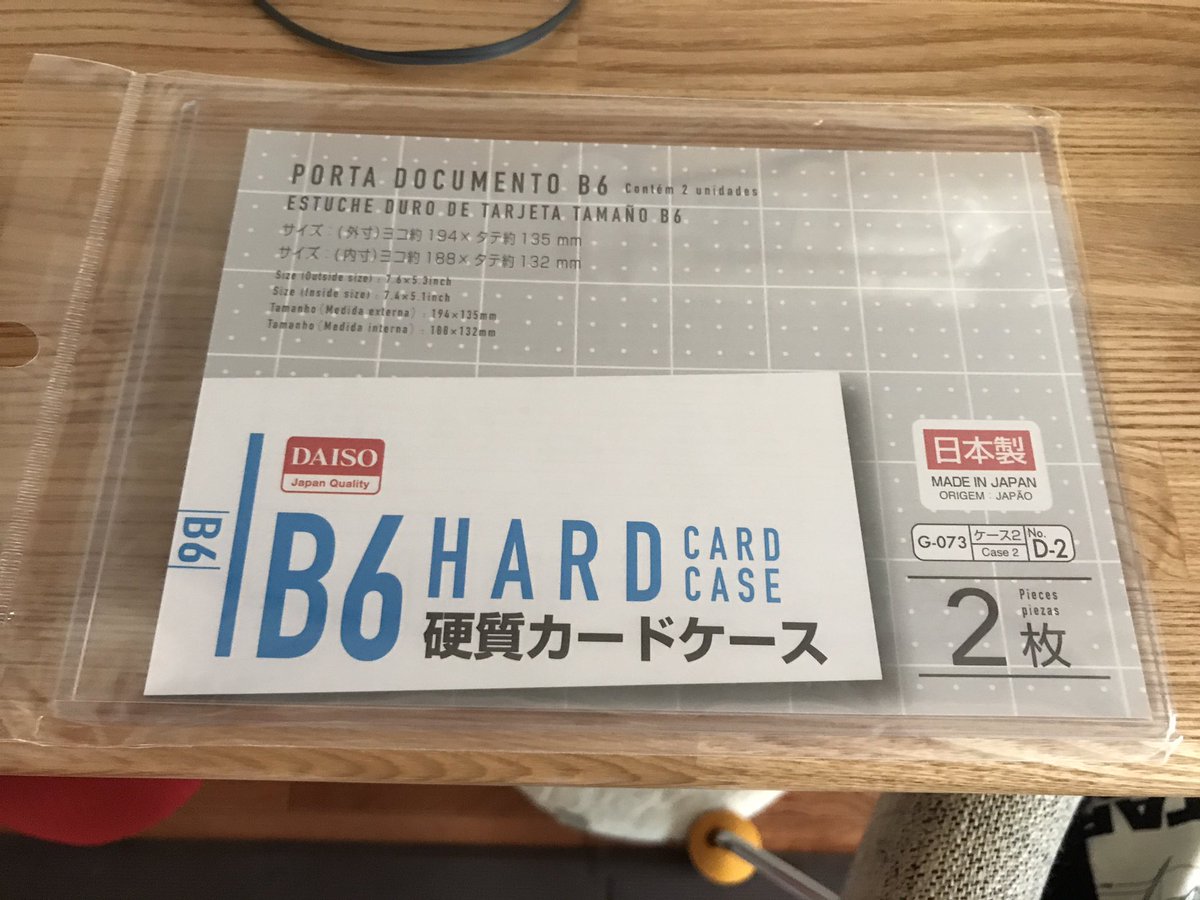 PORTA DOCUMENTO B6 Contém 2 unidades
ESTUCHE DURO DE TARJETA TAMAÑO B6
サイズ:(外寸)ヨコ約194×タテ約135mm
サイズ:(内寸)ヨコ約188×タテ約132mm
Size (Outside size) : 7.6×5.3inch
Size (Inside size) : 7.4×5.1inch
Tamanho (Medida externa) : 194×135mm
Tamanho (Medida interna) : 188×132mm
DAISO
Japan Quality
B6
B6 HARD CARD CASE
硬質カードケース
日本製
MADE IN JAPAN
ORIGEM : JAPÃO
G-073 ケース2 Case 2 No. D-2
2 Pieces piezas 枚